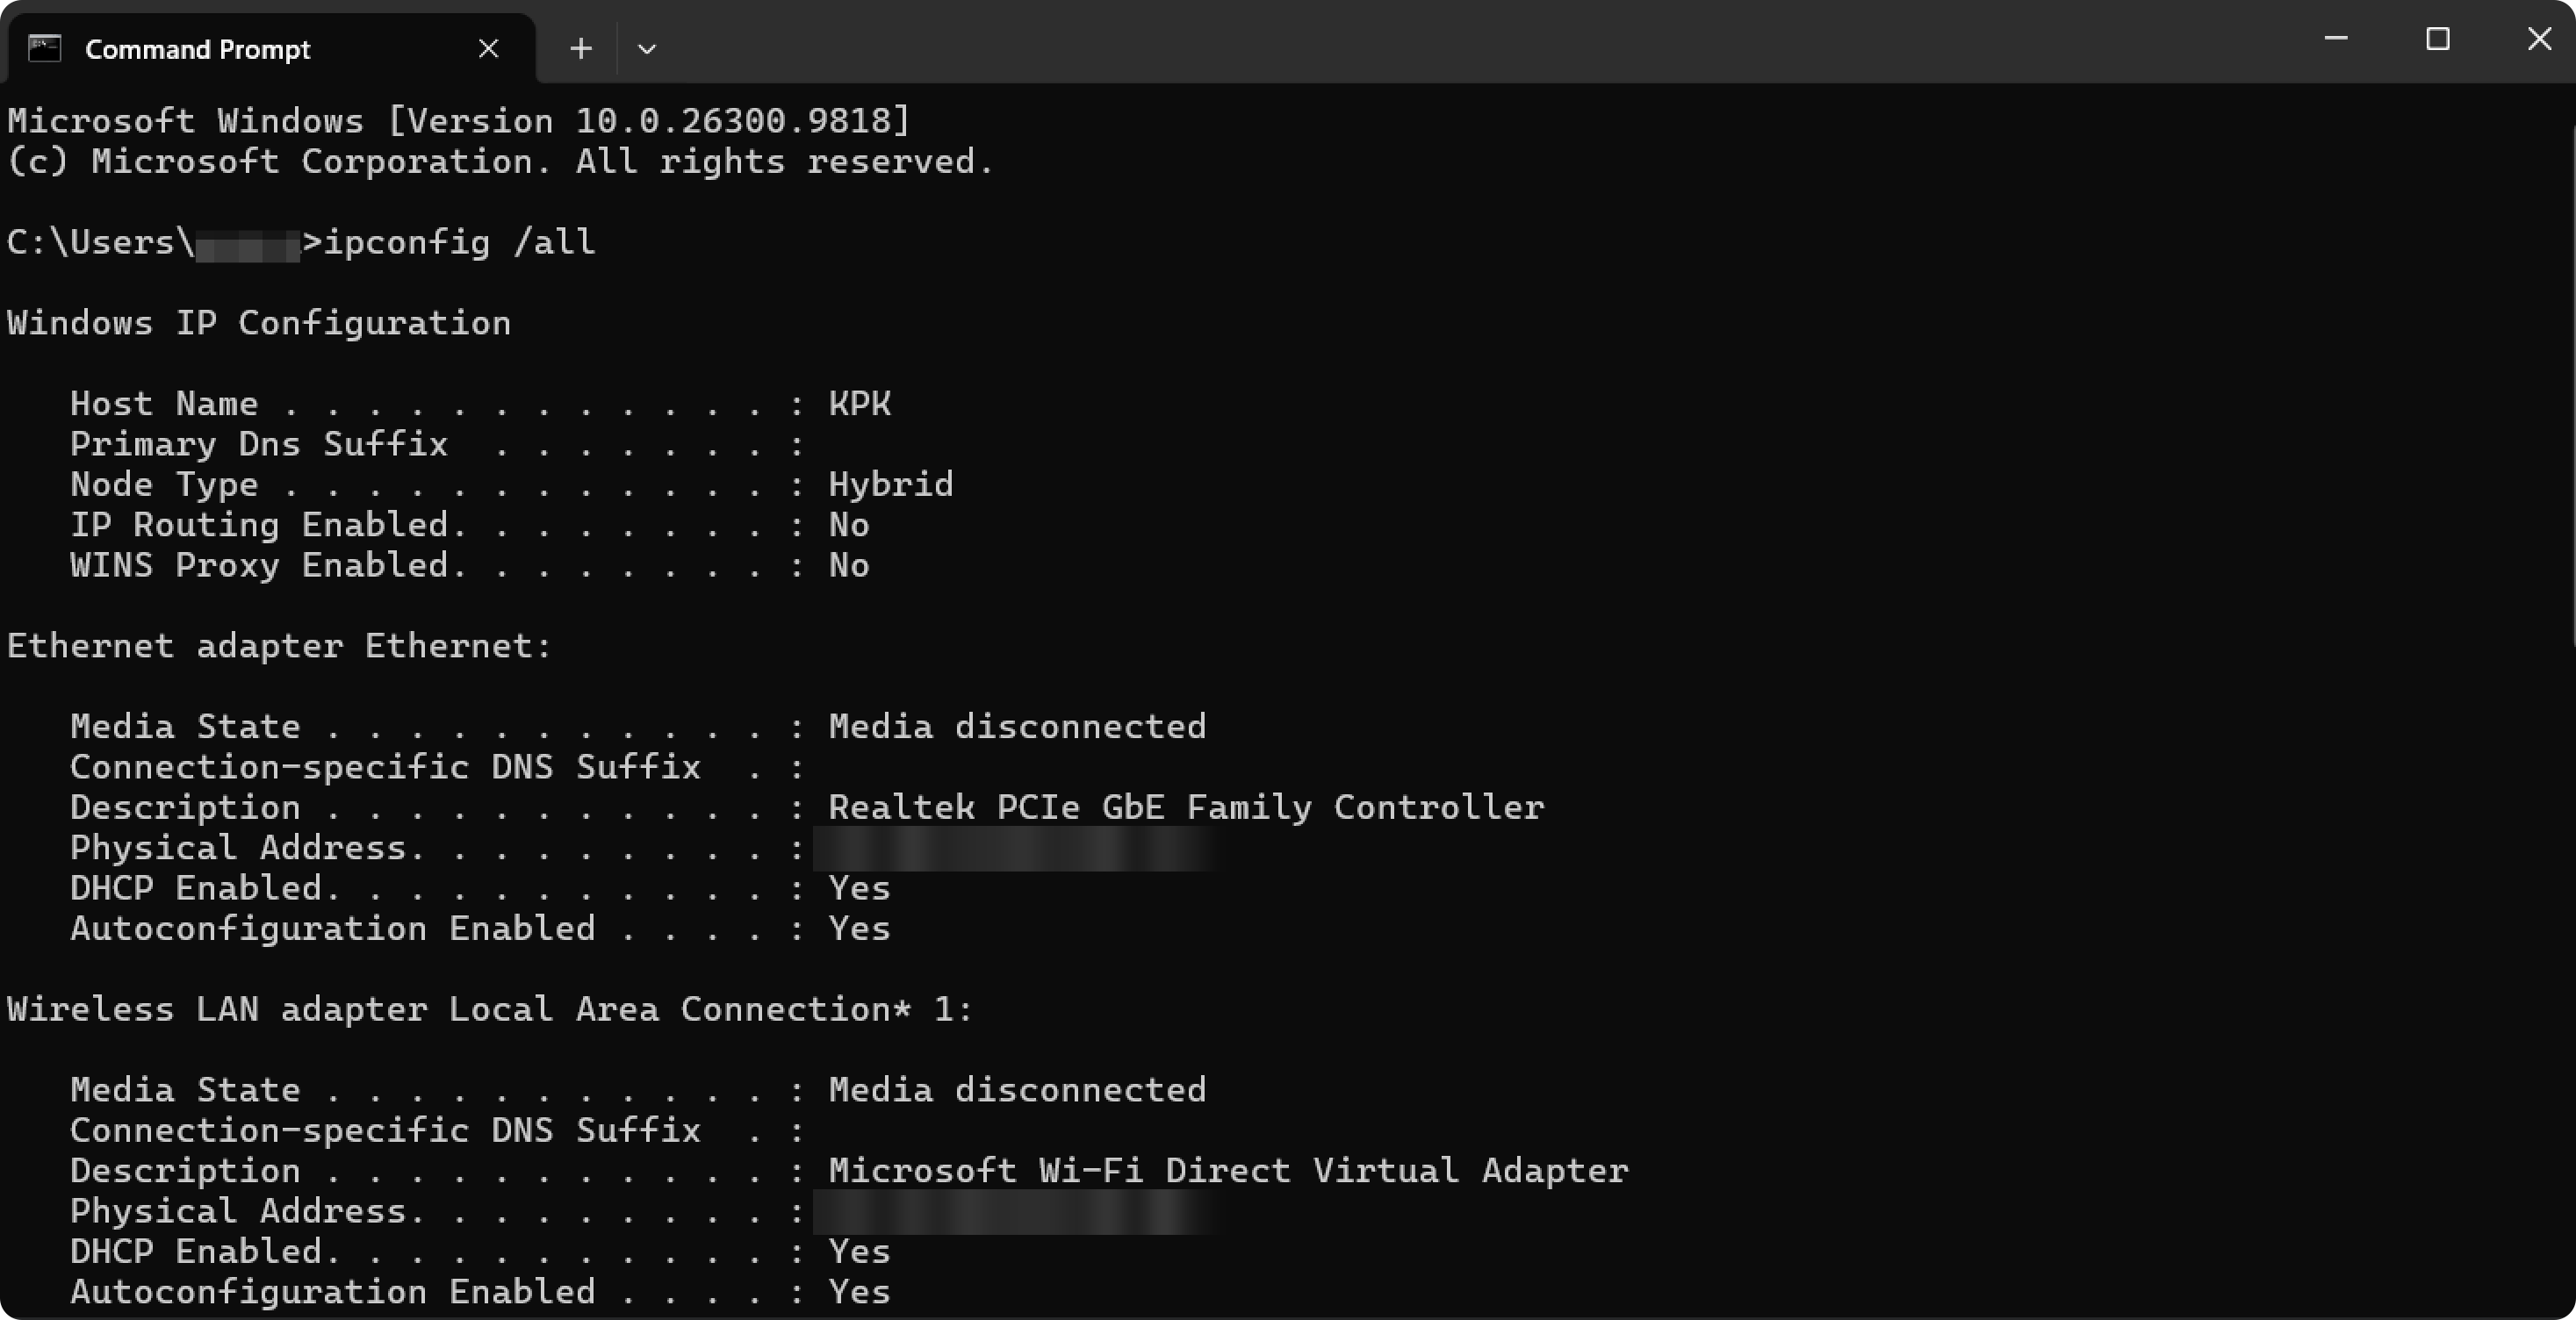 Command Prompt
Microsoft Windows [Version 10.0.26300.9818]
(c) Microsoft Corporation. All rights reserved.
C:\Users\>ipconfig /all
Windows IP Configuration
Host Name . . . . . . . . . . . . : KPK
Primary Dns Suffix  . . . . . . . :
Node Type . . . . . . . . . . . . : Hybrid
IP Routing Enabled. . . . . . . . : No
WINS Proxy Enabled. . . . . . . . : No
Ethernet adapter Ethernet:
Media State . . . . . . . . . . . : Media disconnected
Connection-specific DNS Suffix  . :
Description . . . . . . . . . . . : Realtek PCIe GbE Family Controller
Physical Address. . . . . . . . . :
DHCP Enabled. . . . . . . . . . . : Yes
Autoconfiguration Enabled . . . . : Yes
Wireless LAN adapter Local Area Connection* 1:
Media State . . . . . . . . . . . : Media disconnected
Connection-specific DNS Suffix  . :
Description . . . . . . . . . . . : Microsoft Wi-Fi Direct Virtual Adapter
Physical Address. . . . . . . . . :
DHCP Enabled. . . . . . . . . . . : Yes
Autoconfiguration Enabled . . . . : Yes